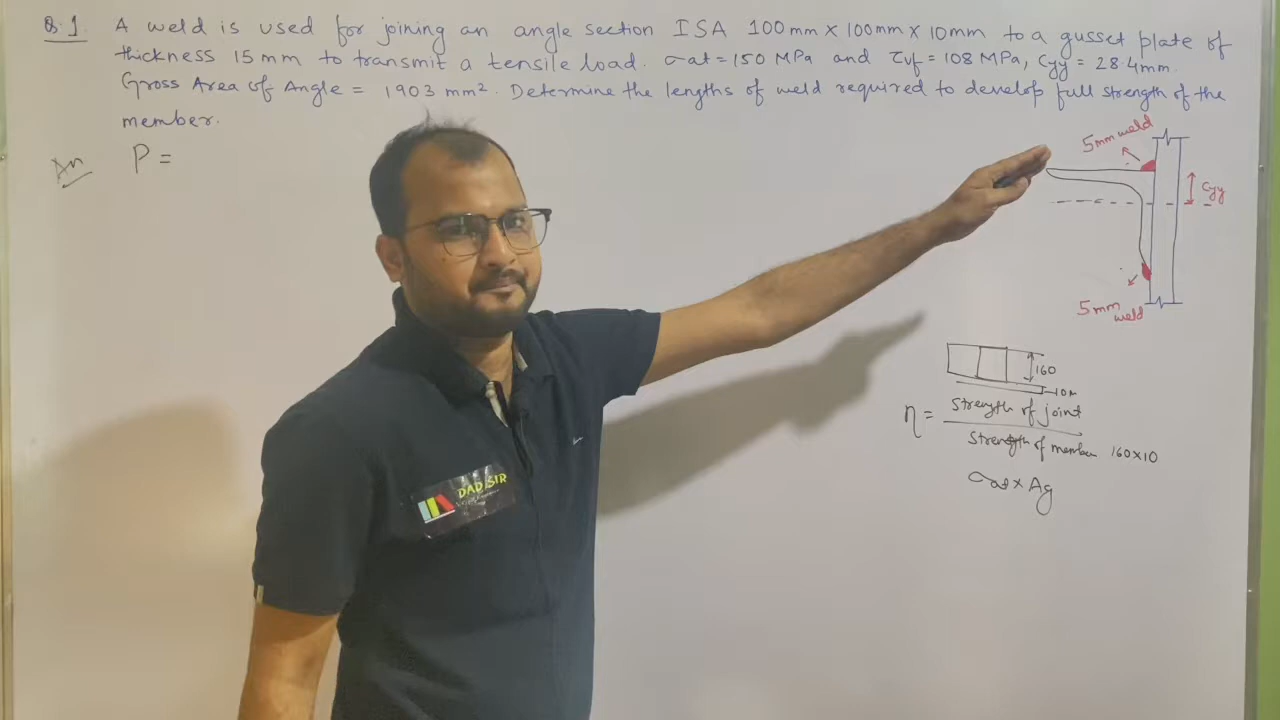 Q.1. A weld is used for joining an angle section ISA 100mm×100mm×10mm to a gusset plate of
thickness 15mm to transmit a tensile load. σat=150 MPa and τvf=108 MPa, Cyy=28.4mm.
Gross Area of Angle = 1903 mm². Determine the lengths of weld required to develop full strength of the
member.
An P=
5mm weld
Cyy
5mm weld
160
η = Strength of joint
Strength of member 160×10
σat × Ag
DAD SIR